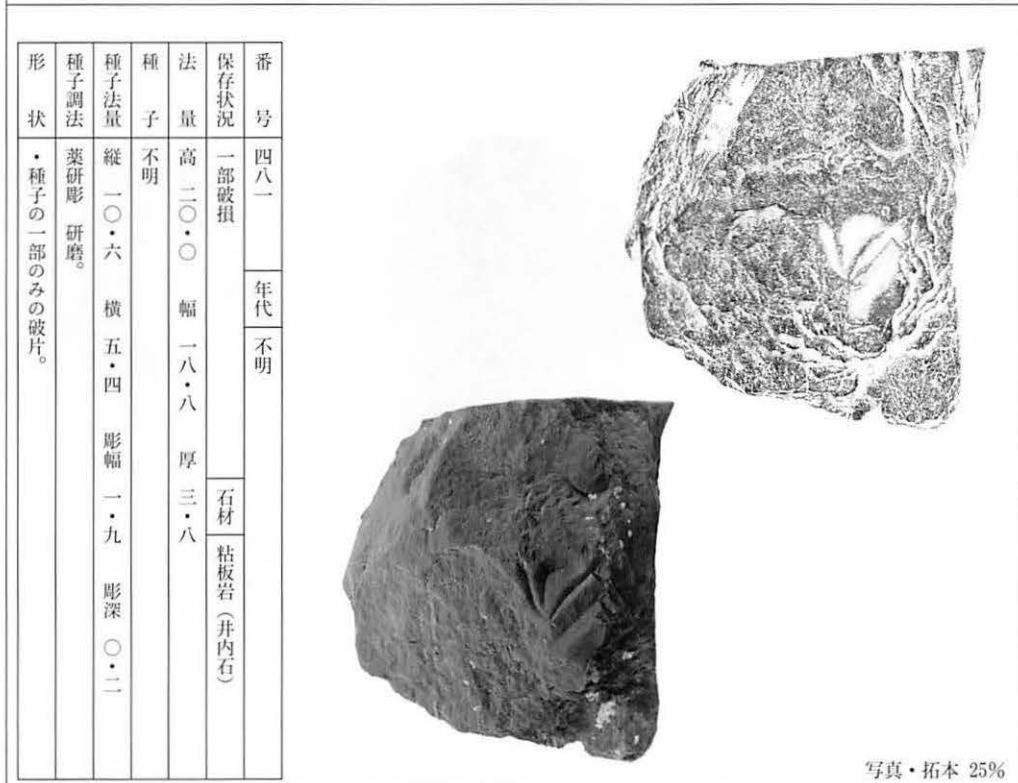 番号 四八一 年代 不明
保存状況 一部破損 石材 粘板岩（井内石）
法量 高 二〇・〇 幅 一八・八 厚 三・八
種子 不明
種子法量 縦 一〇・六 横 五・四 彫幅 一・九 彫深 〇・二
種子調法 薬研彫 研磨。
形状 ・種子の一部のみの破片。
写真・拓本 25%